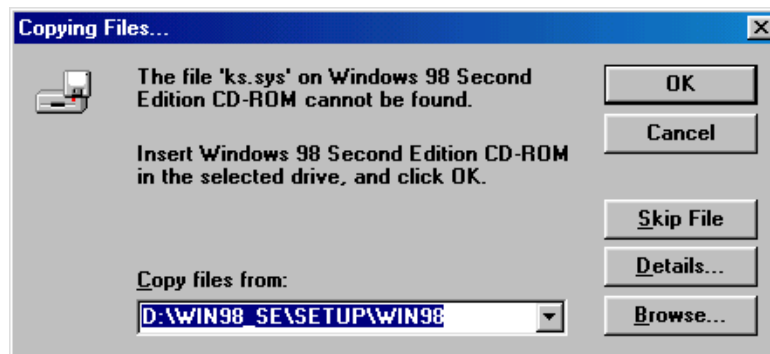 Copying Files...
The file 'ks.sys' on Windows 98 Second
Edition CD-ROM cannot be found.
Insert Windows 98 Second Edition CD-ROM
in the selected drive, and click OK.
Copy files from:
D:\WIN98_SE\SETUP\WIN98
OK
Cancel
Skip File
Details...
Browse...